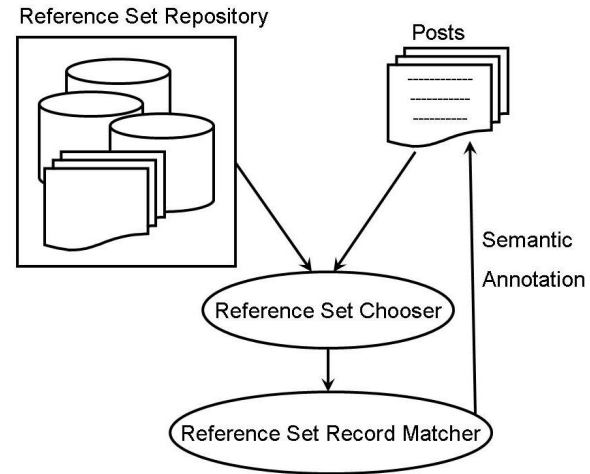 Reference Set Repository
Posts
Semantic
Annotation
Reference Set Chooser
Reference Set Record Matcher